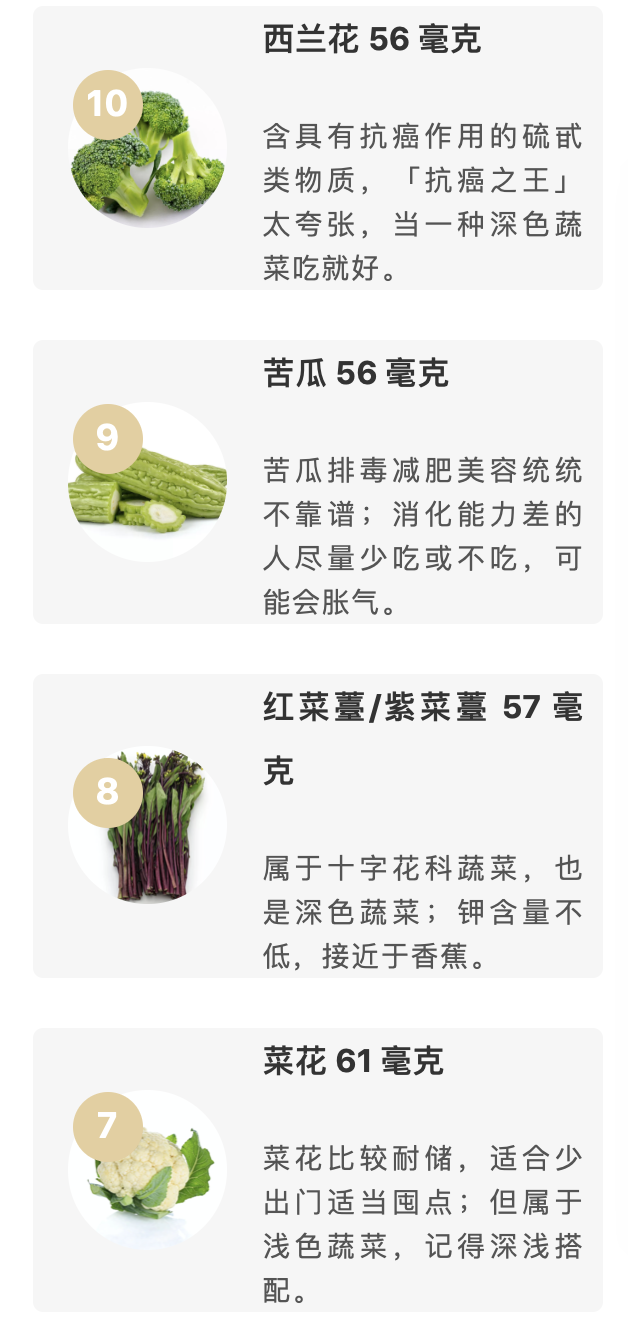 10
西兰花 56 毫克
含具有抗癌作用的硫甙
类物质，「抗癌之王」
太夸张，当一种深色蔬
菜吃就好。
9
苦瓜 56 毫克
苦瓜排毒减肥美容统统
不靠谱；消化能力差的
人尽量少吃或不吃，可
能会胀气。
8
红菜薹/紫菜薹 57 毫
克
属于十字花科蔬菜，也
是深色蔬菜；钾含量不
低，接近于香蕉。
7
菜花 61 毫克
菜花比较耐储，适合少
出门适当囤点；但属于
浅色蔬菜，记得深浅搭
配。